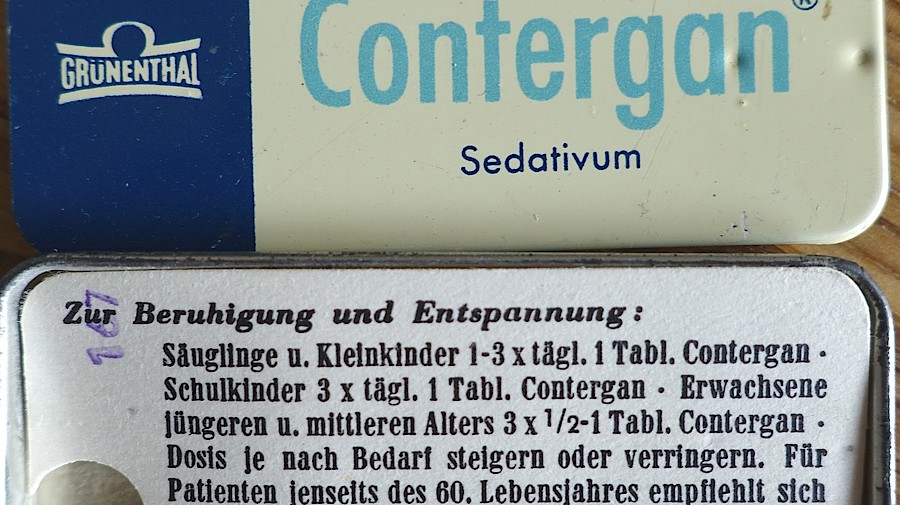 GRÜNENTHAL
Contergan®
Sedativum
Zur Beruhigung und Entspannung:
167
Säuglinge u. Kleinkinder 1-3 x tägl. 1 Tabl. Contergan ·
Schulkinder 3 x tägl. 1 Tabl. Contergan · Erwachsene
jüngeren u. mittleren Alters 3 x 1/2-1 Tabl. Contergan ·
Dosis je nach Bedarf steigern oder verringern. Für
Patienten jenseits des 60. Lebensjahres empfiehlt sich